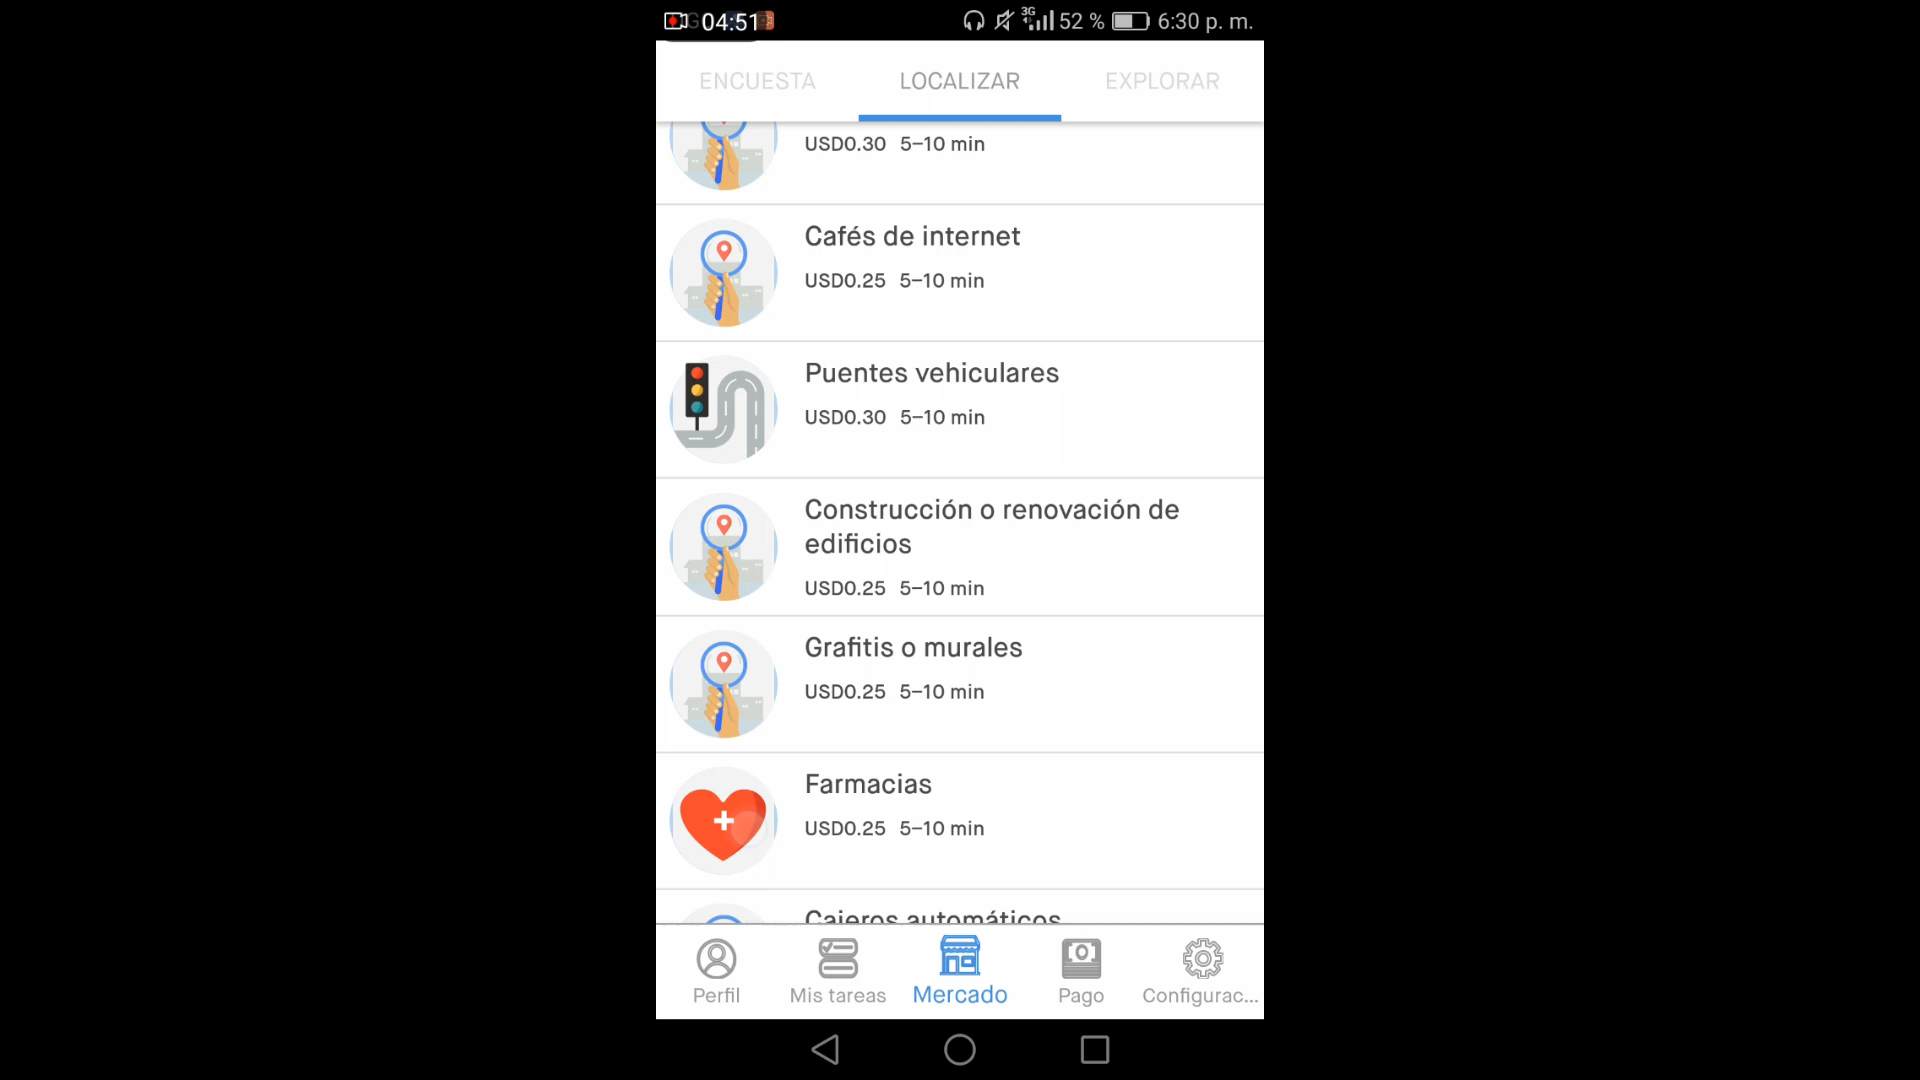 04:51 3G 52 % 6:30 p. m.
ENCUESTA LOCALIZAR EXPLORAR
USD0.30 5–10 min
Cafés de internet
USD0.25 5–10 min
Puentes vehiculares
USD0.30 5–10 min
Construcción o renovación de
edificios
USD0.25 5–10 min
Grafitis o murales
USD0.25 5–10 min
Farmacias
USD0.25 5–10 min
Cajeros automáticos
Perfil Mis tareas Mercado Pago Configurac...